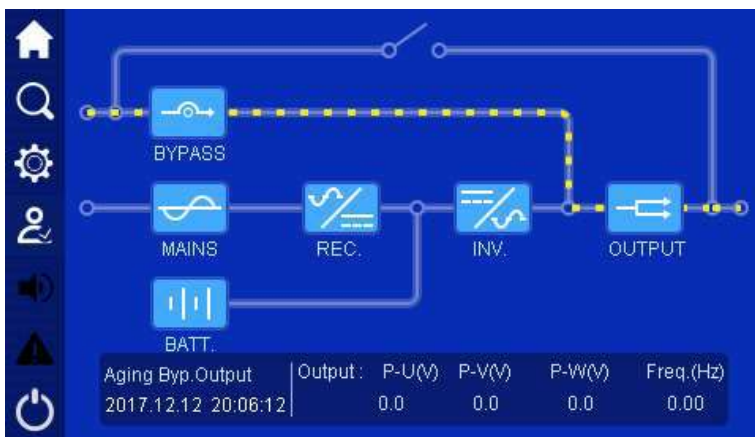 BYPASS
MAINS
REC.
INV.
OUTPUT
BATT.
Aging Byp.Output
2017.12.12 20:06:12
Output : P-U(V) P-V(V) P-W(V) Freq.(Hz)
0.0 0.0 0.0 0.00